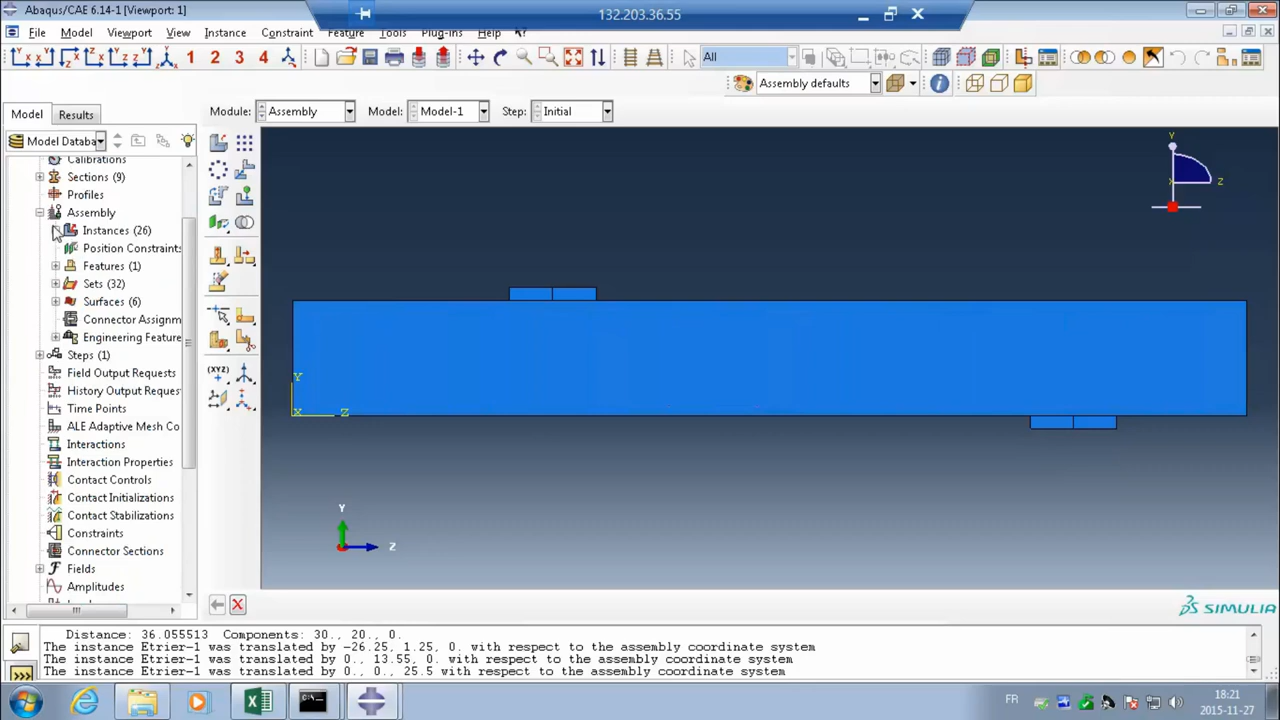 Abaqus/CAE 6.14-1 [Viewport: 1]
132.203.36.55
File Model Viewport View Instance Constraint Feature Tools Plug-ins Help
1 2 3 4
All
Assembly defaults
Model Results
Module: Assembly Model: Model-1 Step: Initial
Model Databa
Calibrations
Sections (9)
Profiles
Assembly
Instances (26)
Position Constraints
Features (1)
Sets (32)
Surfaces (6)
Connector Assignm
Engineering Feature
Steps (1)
Field Output Requests
History Output Reques
Time Points
ALE Adaptive Mesh Co
Interactions
Interaction Properties
Contact Controls
Contact Initializations
Contact Stabilizations
Constraints
Connector Sections
Fields
Amplitudes
(XYZ)
Y
X
Z
Y
X Z
Y
Z
SIMULIA
Distance: 36.055513 Components: 30., 20., 0.
The instance Etrier-1 was translated by -26.25, 1.25, 0. with respect to the assembly coordinate system
The instance Etrier-1 was translated by 0., 13.55, 0. with respect to the assembly coordinate system
The instance Etrier-1 was translated by 0., 0., 25.5 with respect to the assembly coordinate system
FR
18:21
2015-11-27